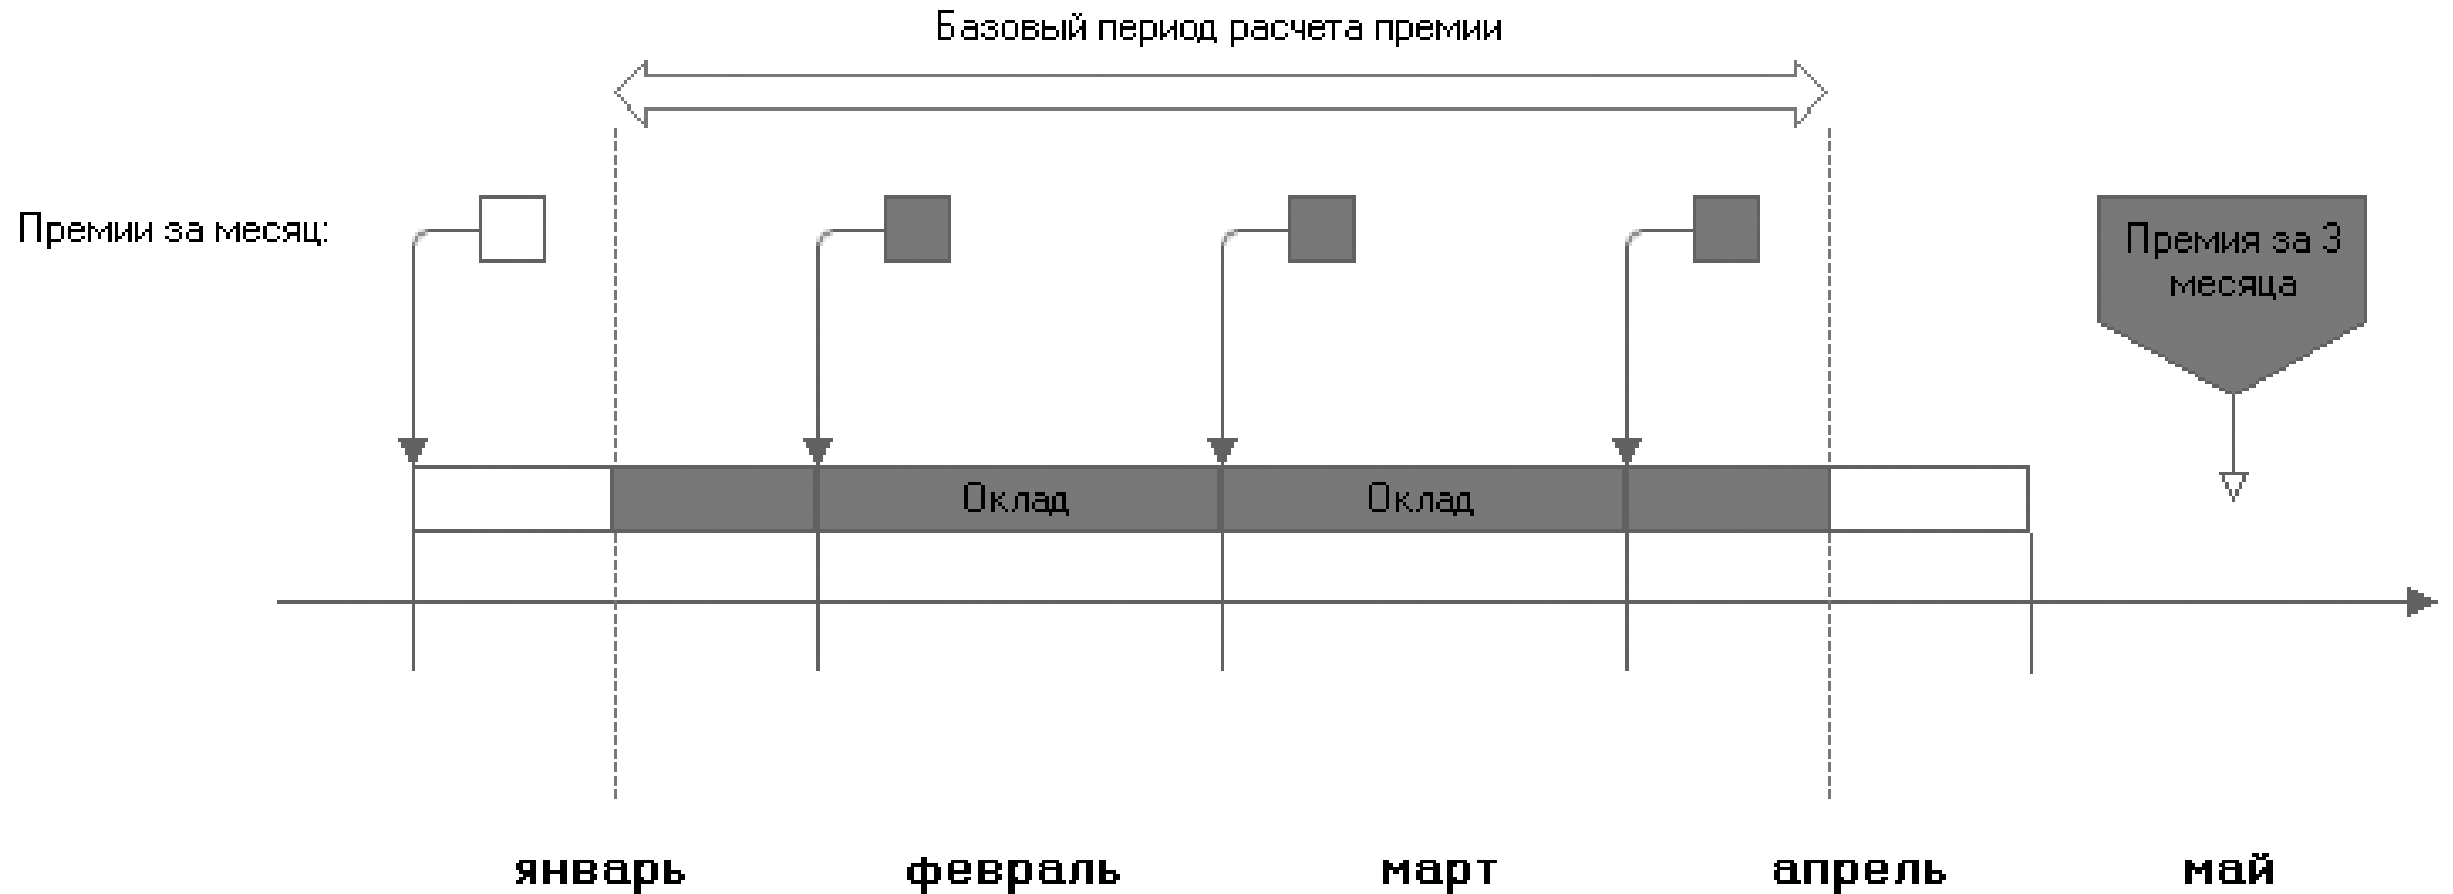 Базовый период расчета премии
Премии за месяц:
Премия за 3
месяца
Оклад
Оклад
январь
февраль
март
апрель
май